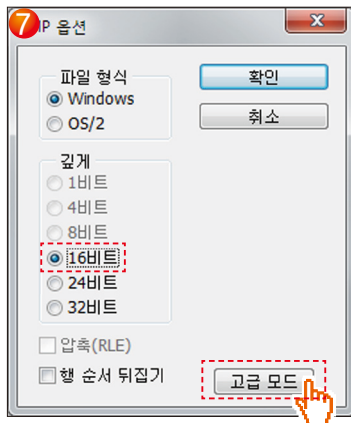 7
P 옵션
파일 형식
Windows
OS/2
확인
취소
깊게
1비트
4비트
8비트
16비트
24비트
32비트
압축(RLE)
행 순서 뒤집기
고급 모드